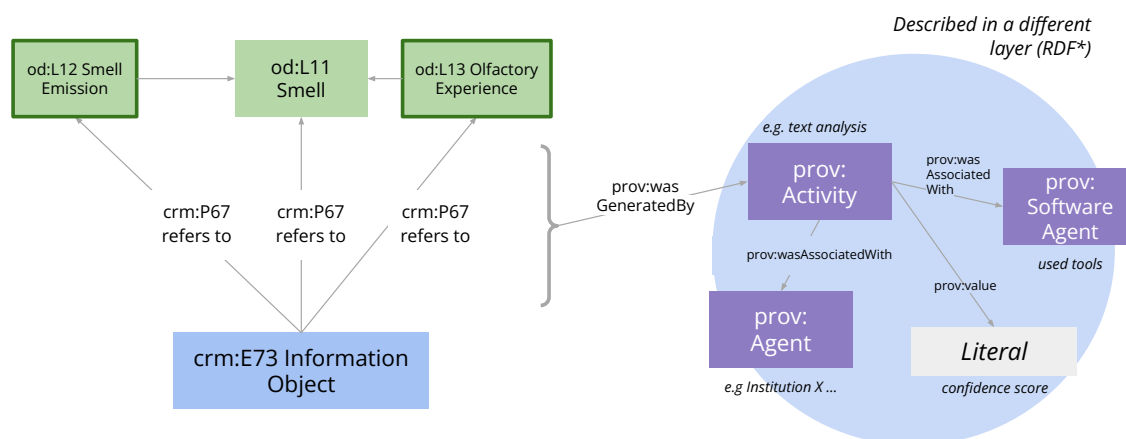 Described in a different
layer (RDF*)
od:L12 Smell
Emission
od:L11
Smell
od:L13 Olfactory
Experience
crm:P67
refers to
crm:P67
refers to
crm:P67
refers to
crm:E73 Information
Object
prov:was
GeneratedBy
e.g. text analysis
prov:
Activity
prov:was
Associated
With
prov:
Software
Agent
used tools
prov:wasAssociatedWith
prov:
Agent
e.g Institution X ...
prov:value
Literal
confidence score